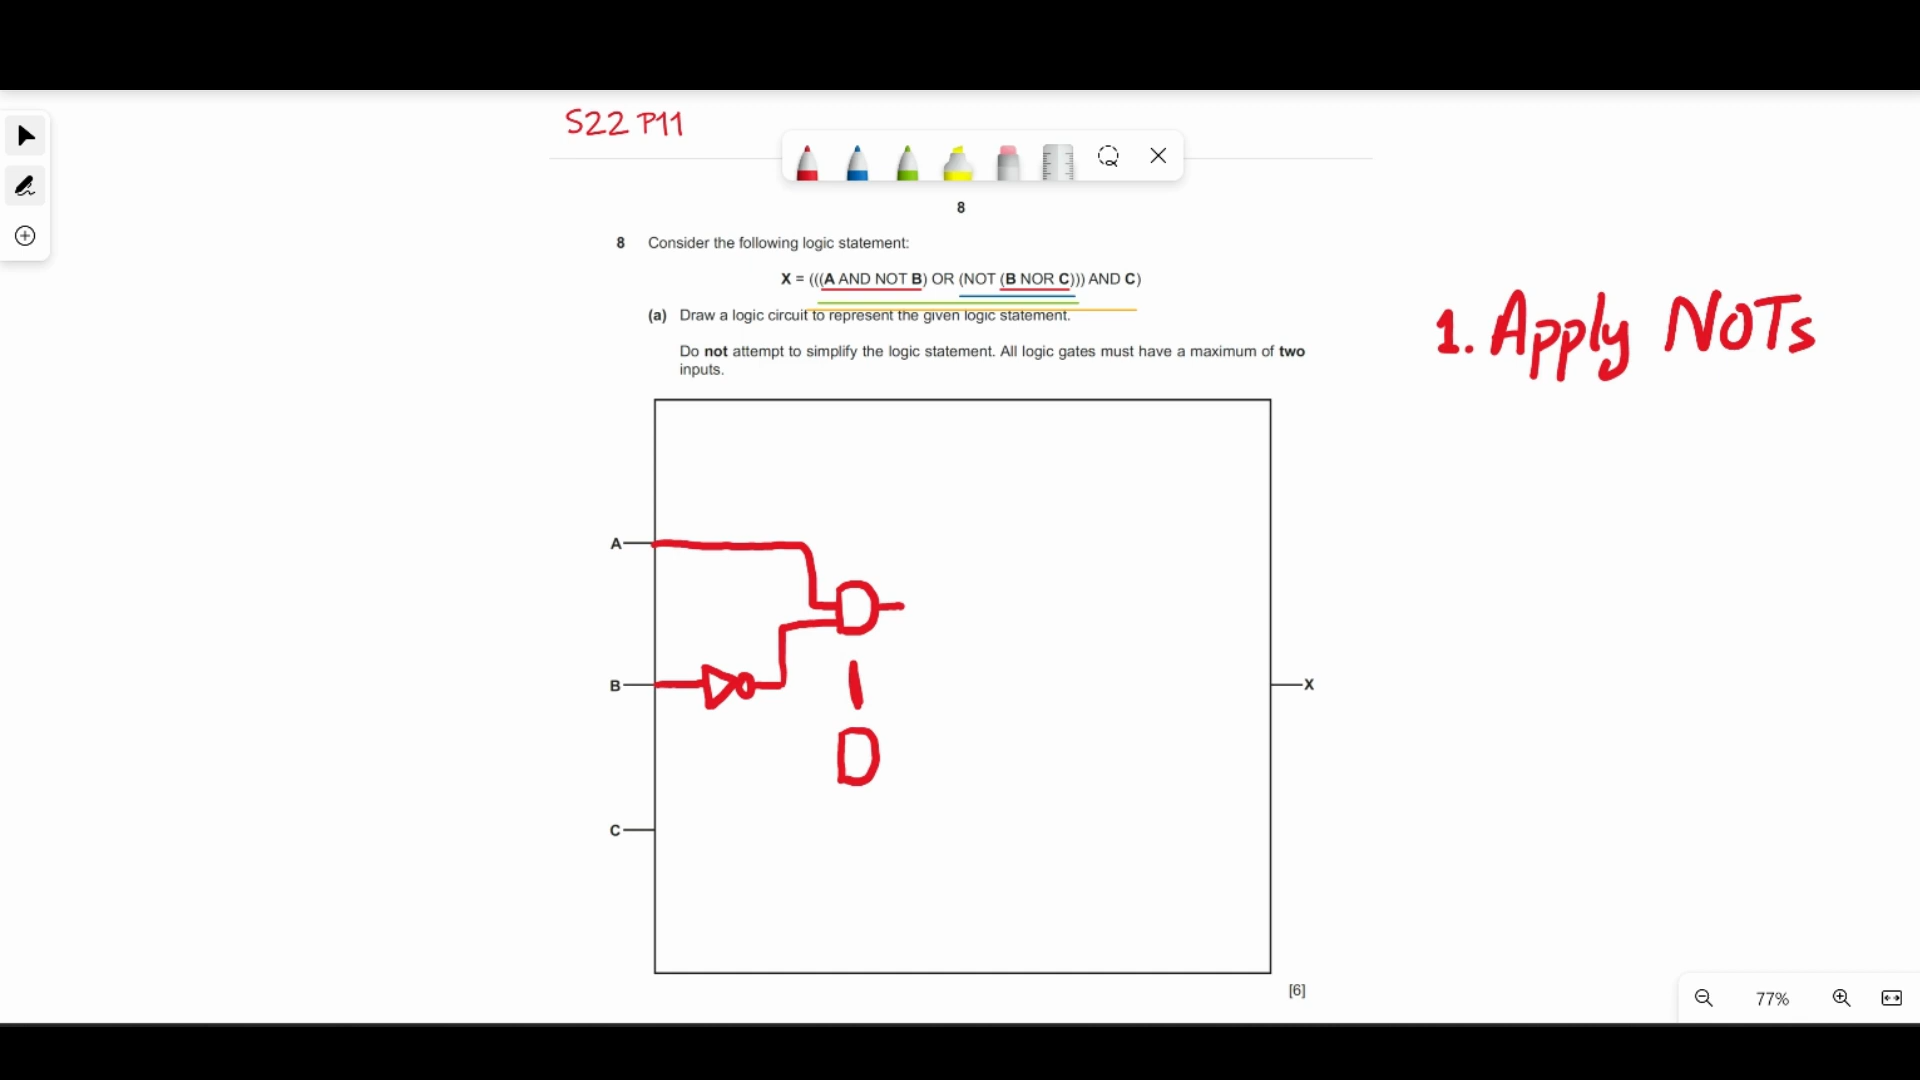 S22 P11
8
8 Consider the following logic statement:
X = (((A AND NOT B) OR (NOT (B NOR C))) AND C)
(a) Draw a logic circuit to represent the given logic statement.
Do not attempt to simplify the logic statement. All logic gates must have a maximum of two
inputs.
1. Apply NOTs
A
B
X
C
[6]
77%